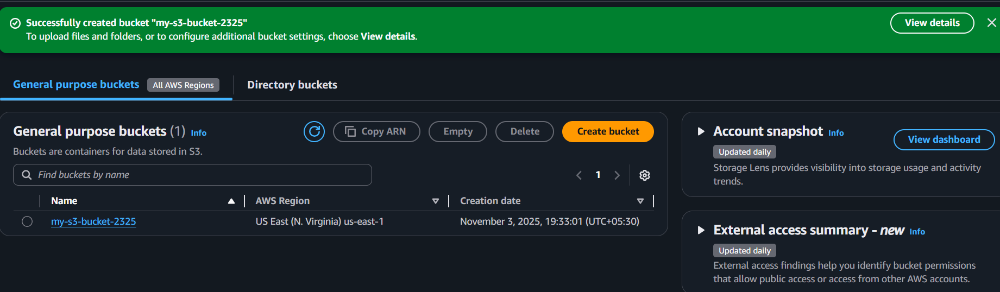 Successfully created bucket "my-s3-bucket-2325"
View details
To upload files and folders, or to configure additional bucket settings, choose View details.
General purpose buckets All AWS Regions
Directory buckets
General purpose buckets (1) Info
Copy ARN
Empty
Delete
Create bucket
Buckets are containers for data stored in S3.
Find buckets by name
1
Name AWS Region Creation date
my-s3-bucket-2325 US East (N. Virginia) us-east-1 November 3, 2025, 19:33:01 (UTC+05:30)
Account snapshot Info
View dashboard
Updated daily
Storage Lens provides visibility into storage usage and activity
trends.
External access summary - new Info
Updated daily
External access findings help you identify bucket permissions
that allow public access or access from other AWS accounts.